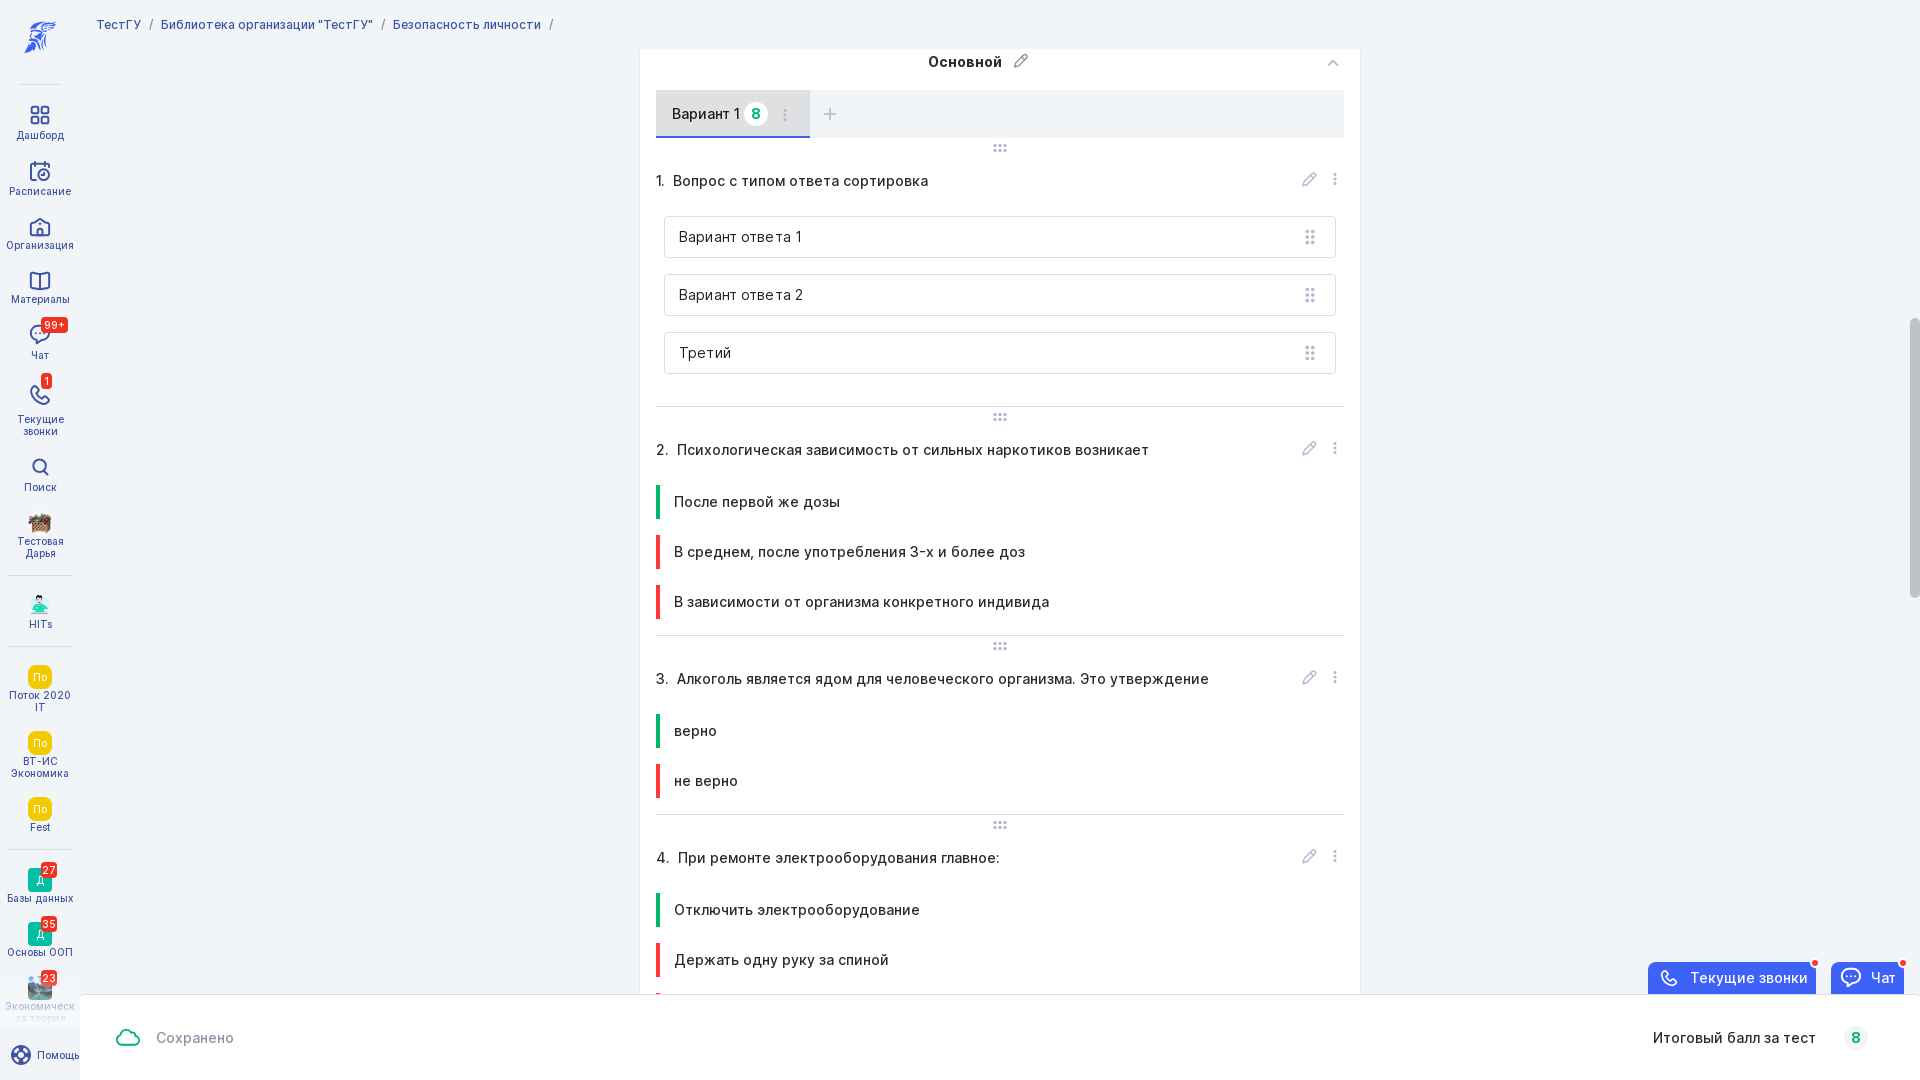 ТестГУ / Библиотека организации "ТестГУ" / Безопасность личности /
Основной
Вариант 1 8
1. Вопрос с типом ответа сортировка
Вариант ответа 1
Вариант ответа 2
Третий
2. Психологическая зависимость от сильных наркотиков возникает
После первой же дозы
В среднем, после употребления 3-х и более доз
В зависимости от организма конкретного индивида
3. Алкоголь является ядом для человеческого организма. Это утверждение
верно
не верно
4. При ремонте электрооборудования главное:
Отключить электрооборудование
Держать одну руку за спиной
Дашборд
Расписание
Организация
Материалы
99+
Чат
1
Текущие
звонки
Поиск
Тестовая
Дарья
HITs
По
Поток 2020
IT
По
ВТ-ИС
Экономика
По
Fest
27
Д
Базы данных
35
Д
Основы ООП
23
Экономическ
ая теория
Помощь
Текущие звонки
Чат
Сохранено
Итоговый балл за тест 8